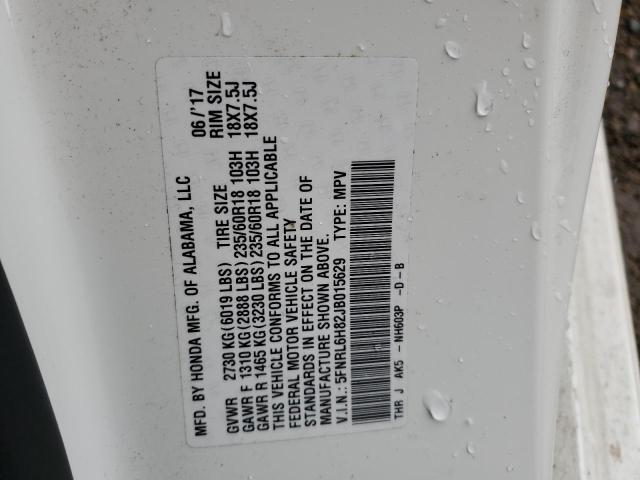 MFD. BY HONDA MFG. OF ALABAMA, LLC 06/'17
TIRE SIZE RIM SIZE
GVWR 2730 KG(6019 LBS)
GAWR F 1310 KG(2888 LBS)235/60R18 103H 18X7.5J
GAWR R 1465 KG(3230 LBS)235/60R18 103H 18X7.5J
THIS VEHICLE CONFORMS TO ALL APPLICABLE
FEDERAL MOTOR VEHICLE SAFETY
STANDARDS IN EFFECT ON THE DATE OF
MANUFACTURE SHOWN ABOVE.
V.I.N.: 5FNRL6H82JB015629 TYPE: MPV
THR J AK5 - NH603P -D-B